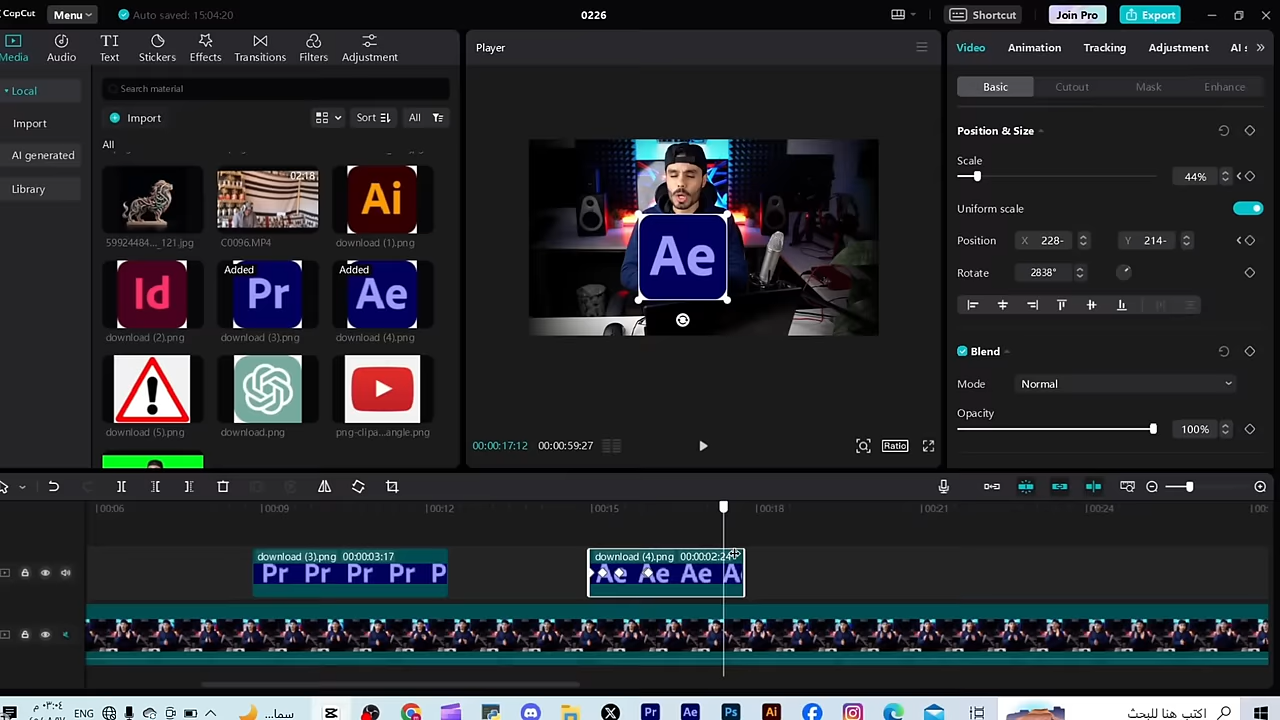 CapCut
Menu
Auto saved: 15:04:20
0226
Shortcut
Join Pro
Export
Media
Audio
Text
Stickers
Effects
Transitions
Filters
Adjustment
Local
Import
AI generated
Library
Search material
Import
Sort
All
All
59924484..._121.jpg
02:18
C0096.MP4
Ai
download (1).png
Id
download (2).png
Added
Pr
download (3).png
Added
Ae
download (4).png
download (5).png
download.png
png-clipa...angle.png
Player
Ae
00:00:17:12
00:00:59:27
Ratio
Video
Animation
Tracking
Adjustment
AI s
Basic
Cutout
Mask
Enhance
Position & Size
Scale
44%
Uniform scale
Position
X 228-
Y 214-
Rotate
2838°
Blend
Mode
Normal
Opacity
100%
00:06
00:09
00:12
00:15
00:18
00:21
00:24
00:
download (3).png 00:00:03:17
Pr Pr Pr Pr P
download (4).png 00:00:02:24
Ae Ae Ae A
٠٣:٠٤ م
ENG
سما...
Pr
Ae
Ps
Ai
اكتب هنا للبحث